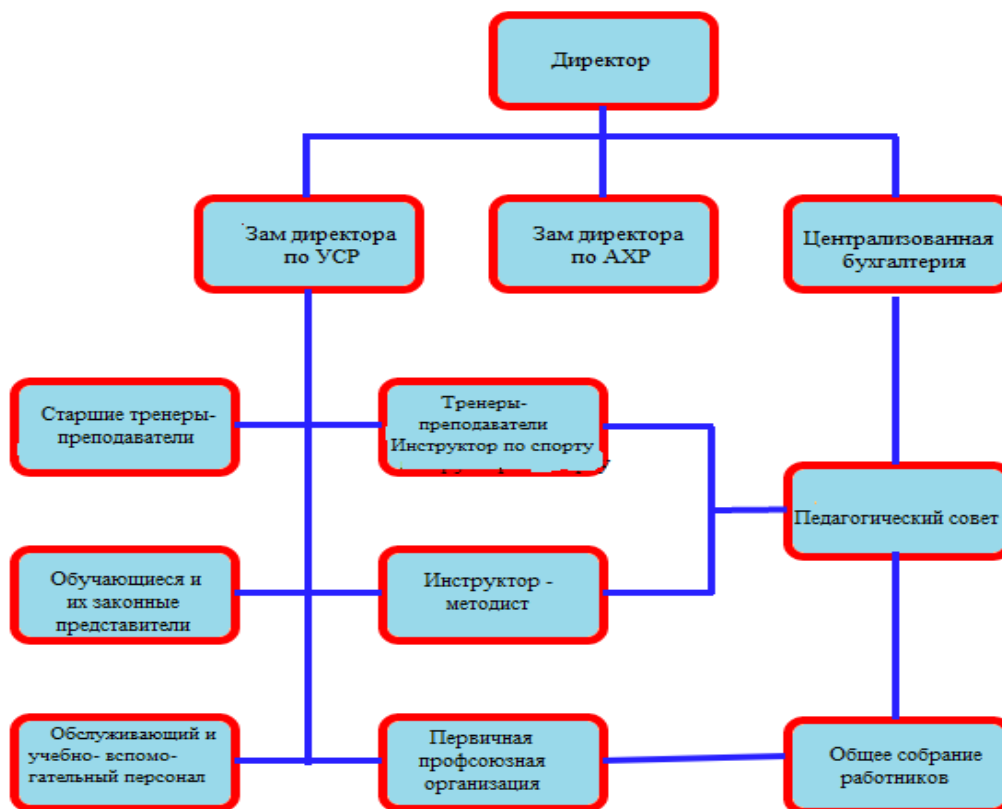 Директор
Зам директора
по УСР
Зам директора
по АХР
Централизованная
бухгалтерия
Старшие тренеры-
преподаватели
Тренеры-
преподаватели
Инструктор по спорту
Педагогический совет
Обучающиеся и
их законные
представители
Инструктор -
методист
Обслуживающий и
учебно- вспомо-
гательный персонал
Первичная
профсоюзная
организация
Общее собрание
работников